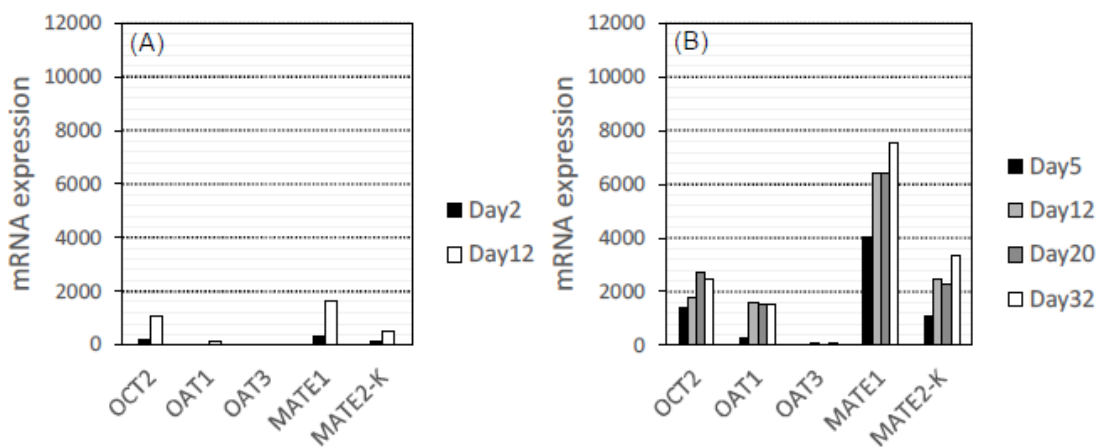 (A)
mRNA expression
12000
10000
8000
6000
4000
2000
0
OCT2
OAT1
OAT3
MATE1
MATE2-K
Day2
Day12
(B)
mRNA expression
12000
10000
8000
6000
4000
2000
0
OCT2
OAT1
OAT3
MATE1
MATE2-K
Day5
Day12
Day20
Day32